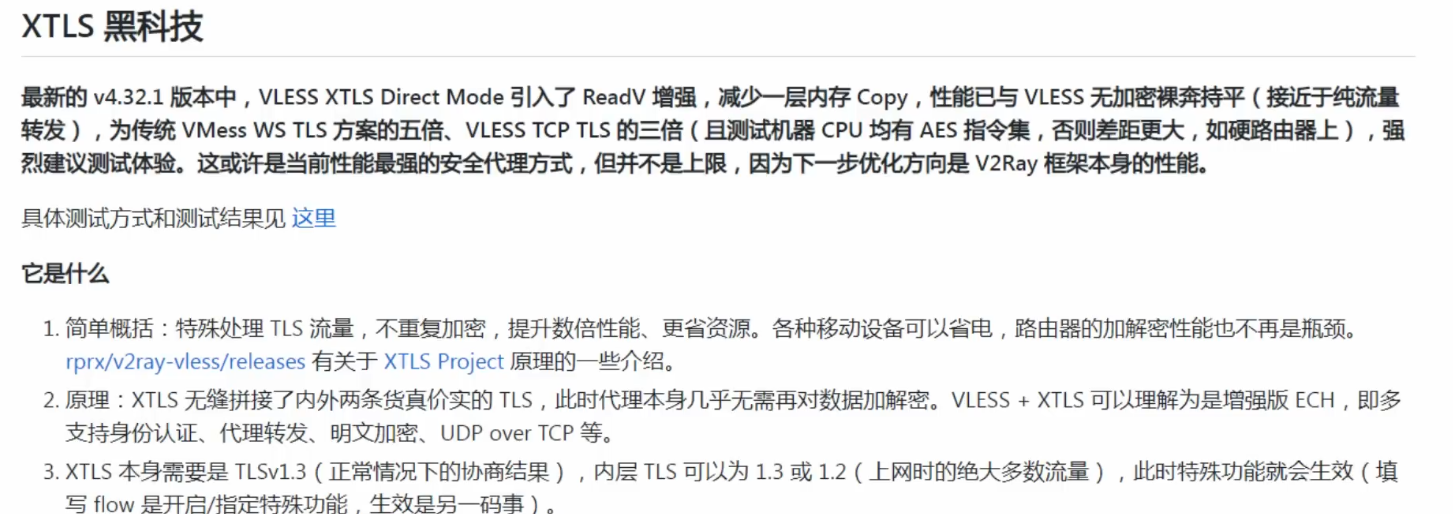 XTLS 黑科技
最新的 v4.32.1 版本中，VLESS XTLS Direct Mode 引入了 ReadV 增强，减少一层内存 Copy，性能已与 VLESS 无加密裸奔持平（接近于纯流量
转发），为传统 VMess WS TLS 方案的五倍、VLESS TCP TLS 的三倍（且测试机器 CPU 均有 AES 指令集，否则差距更大，如硬路由器上），强
烈建议测试体验。这或许是当前性能最强的安全代理方式，但并不是上限，因为下一步优化方向是 V2Ray 框架本身的性能。
具体测试方式和测试结果见 这里
它是什么
1. 简单概括：特殊处理 TLS 流量，不重复加密，提升数倍性能、更省资源。各种移动设备可以省电，路由器的加解密性能也不再是瓶颈。
rprx/v2ray-vless/releases 有关于 XTLS Project 原理的一些介绍。
2. 原理：XTLS 无缝拼接了内外两条货真价实的 TLS，此时代理本身几乎无需再对数据加解密。VLESS + XTLS 可以理解为是增强版 ECH，即多
支持身份认证、代理转发、明文加密、UDP over TCP 等。
3. XTLS 本身需要是 TLSv1.3（正常情况下的协商结果），内层 TLS 可以为 1.3 或 1.2（上网时的绝大多数流量），此时特殊功能就会生效（填
写 flow 是开启/指定特殊功能，生效是另一码事）。